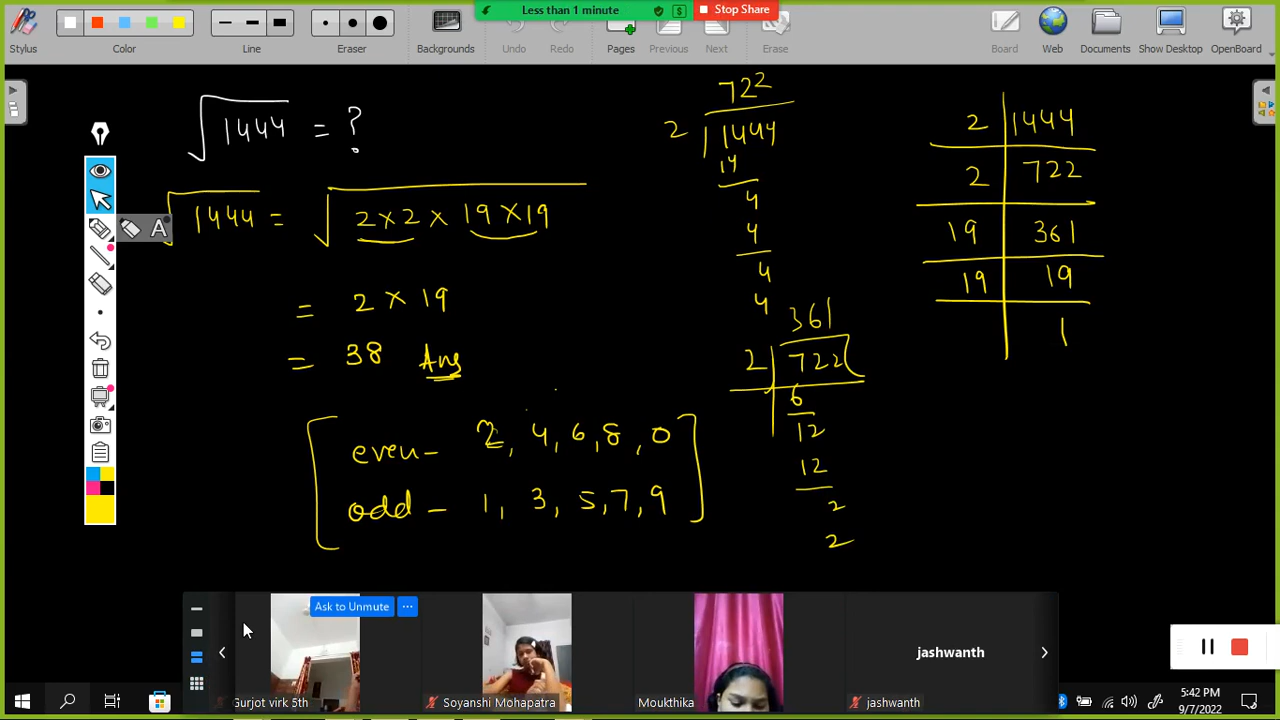 Less than 1 minute
Stop Share
Stylus
Color
Line
Eraser
Backgrounds
Undo
Redo
Pages
Previous
Next
Erase
Board
Web
Documents
Show Desktop
OpenBoard
√1444 = ?
√1444 = √2×2 × 19×19
= 2 × 19
= 38 Ans
even- 2, 4, 6, 8, 0
odd - 1, 3, 5, 7, 9
722
2 1444
14
4
4
4
4
361
2 722
6
12
12
2
2
2 1444
2 722
19 361
19 19
1
A
Ask to Unmute
...
Gurjot virk 5th
Soyanshi Mohapatra
Moukthika
jashwanth
jashwanth
5:42 PM
9/7/2022